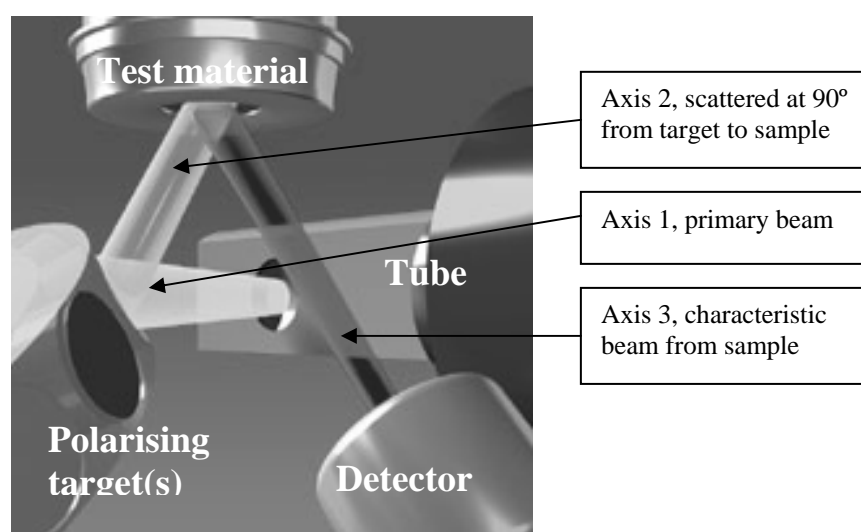 Test material
Axis 2, scattered at 90º
from target to sample
Axis 1, primary beam
Tube
Axis 3, characteristic
beam from sample
Polarising
target(s)
Detector